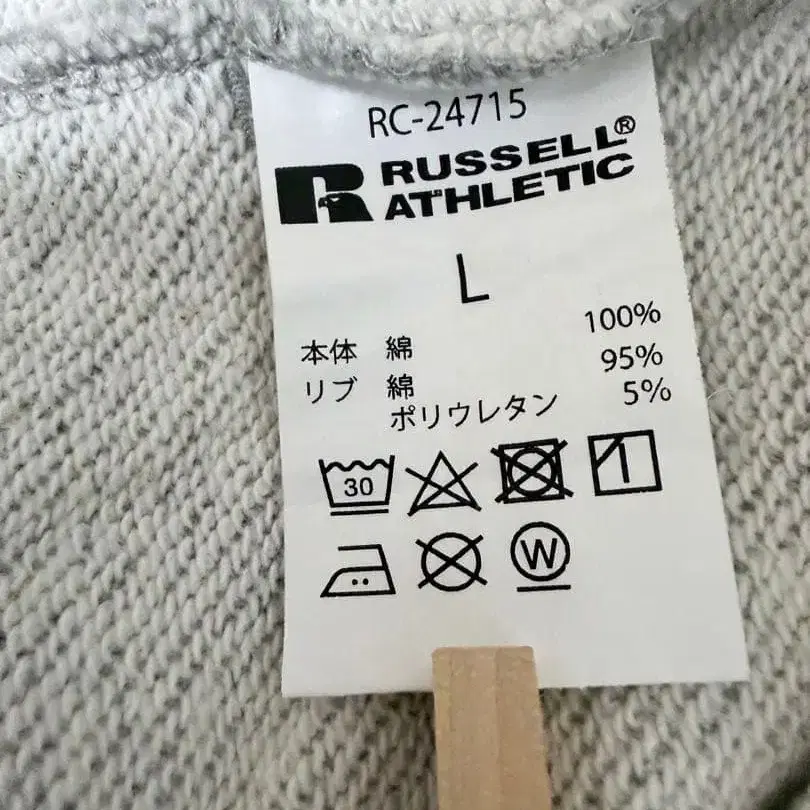 RC-24715
RUSSELL®
ATHLETIC
L
本体 綿 100%
リブ 綿 95%
ポリウレタン 5%
30
W